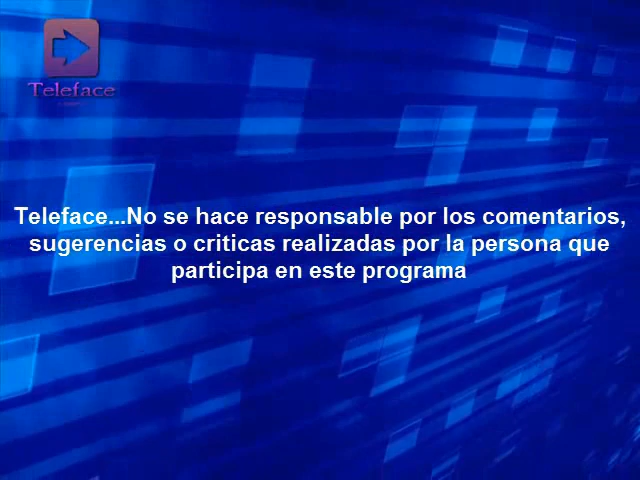 Teleface
Teleface...No se hace responsable por los comentarios,
sugerencias o criticas realizadas por la persona que
participa en este programa